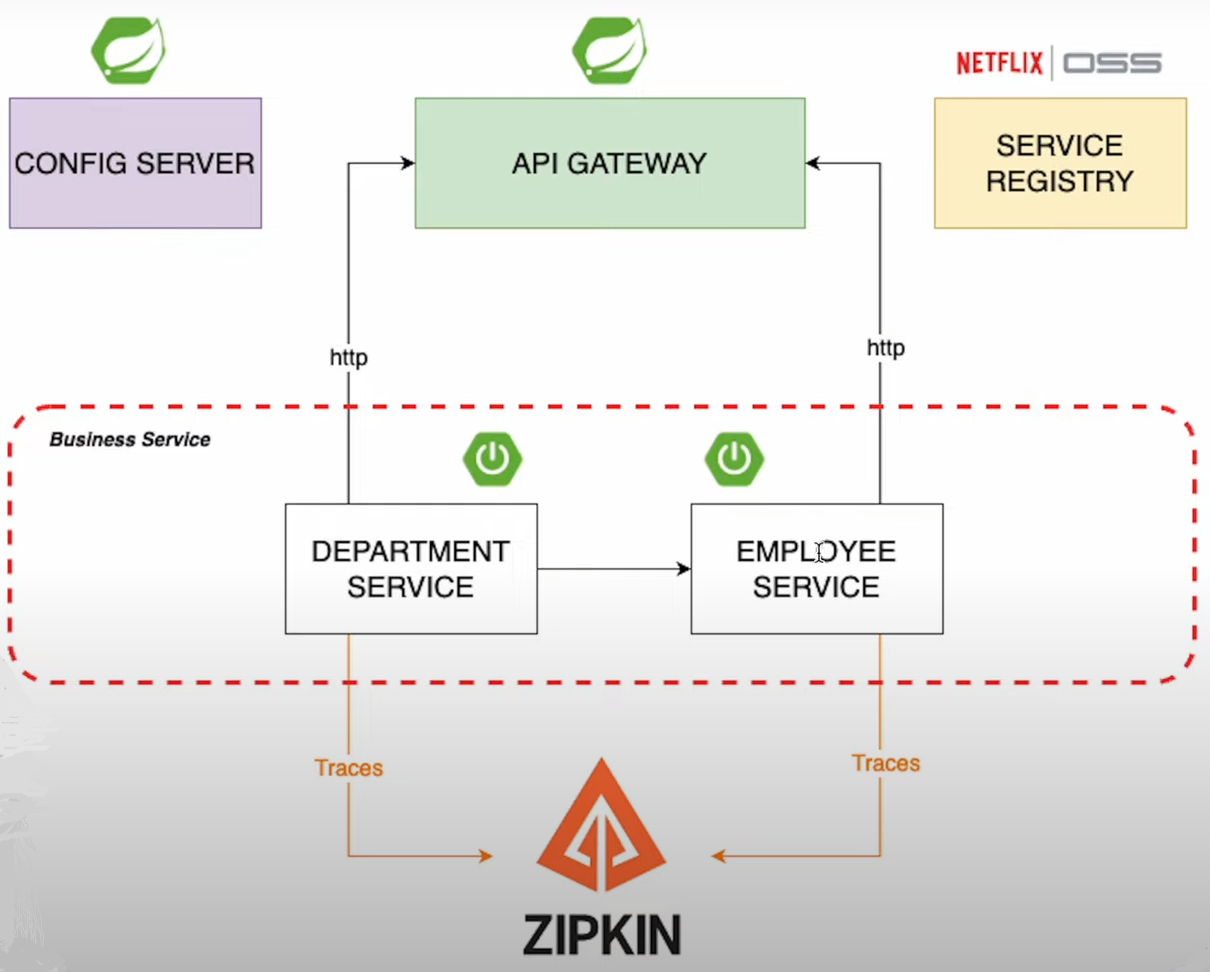 NETFLIX OSS
CONFIG SERVER
API GATEWAY
SERVICE
REGISTRY
http
http
Business Service
DEPARTMENT
SERVICE
EMPLOYEE
SERVICE
Traces
Traces
ZIPKIN